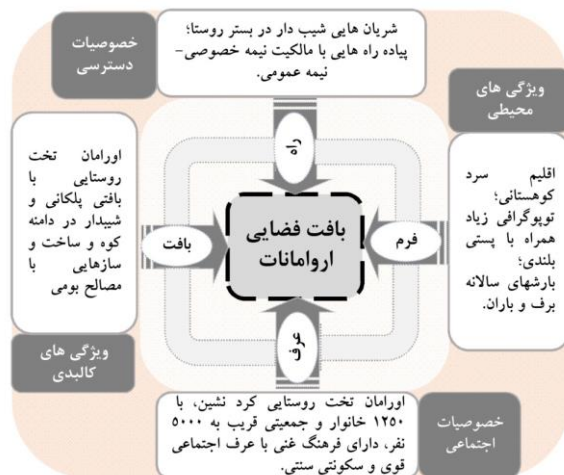 خصوصیات
دسترسی
شریان هایی شیب دار در بستر روستا؛
پیاده راه هایی با مالکیت نیمه خصوصی-
نیمه عمومی.
ویژگی های
محیطی
اقلیم سرد
کوهستانی؛
توپوگرافی زیاد
همراه با پستی
بلندی؛
بارشهای سالانه
برف و باران.
راه
فرم
بافت فضایی
اروامانات
بافت
عرف
اورامان تخت
روستایی با
بافتی پلکانی و
شیبدار در دامنه
کوه و ساخت و
سازهایی با
مصالح بومی
ویژگی های
کالبدی
خصوصیات
اجتماعی
اورامان تخت روستایی کرد نشین، با
۱۲۵۰ خانوار و جمعیتی قریب به ۵۰۰۰
نفر، دارای فرهنگ غنی با عرف اجتماعی
قوی و سکونتی سنتی.